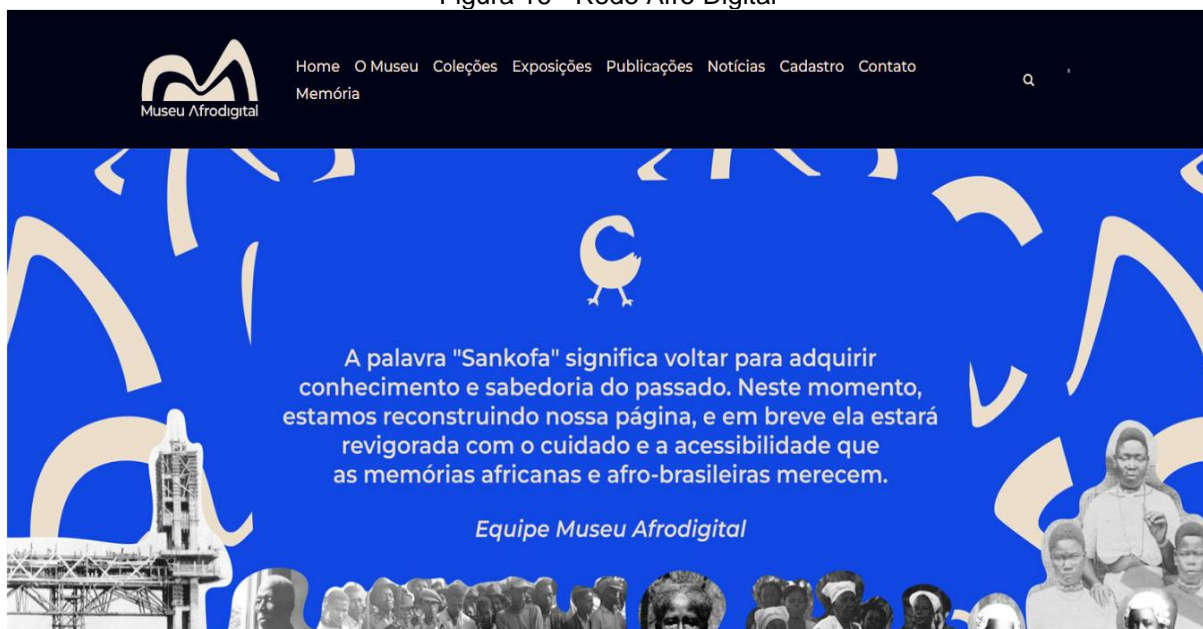 Museu Afrodigital
Home O Museu Coleções Exposições Publicações Notícias Cadastro Contato
Memória
A palavra "Sankofa" significa voltar para adquirir
conhecimento e sabedoria do passado. Neste momento,
estamos reconstruindo nossa página, e em breve ela estará
revigorada com o cuidado e a acessibilidade que
as memórias africanas e afro-brasileiras merecem.
Equipe Museu Afrodigital